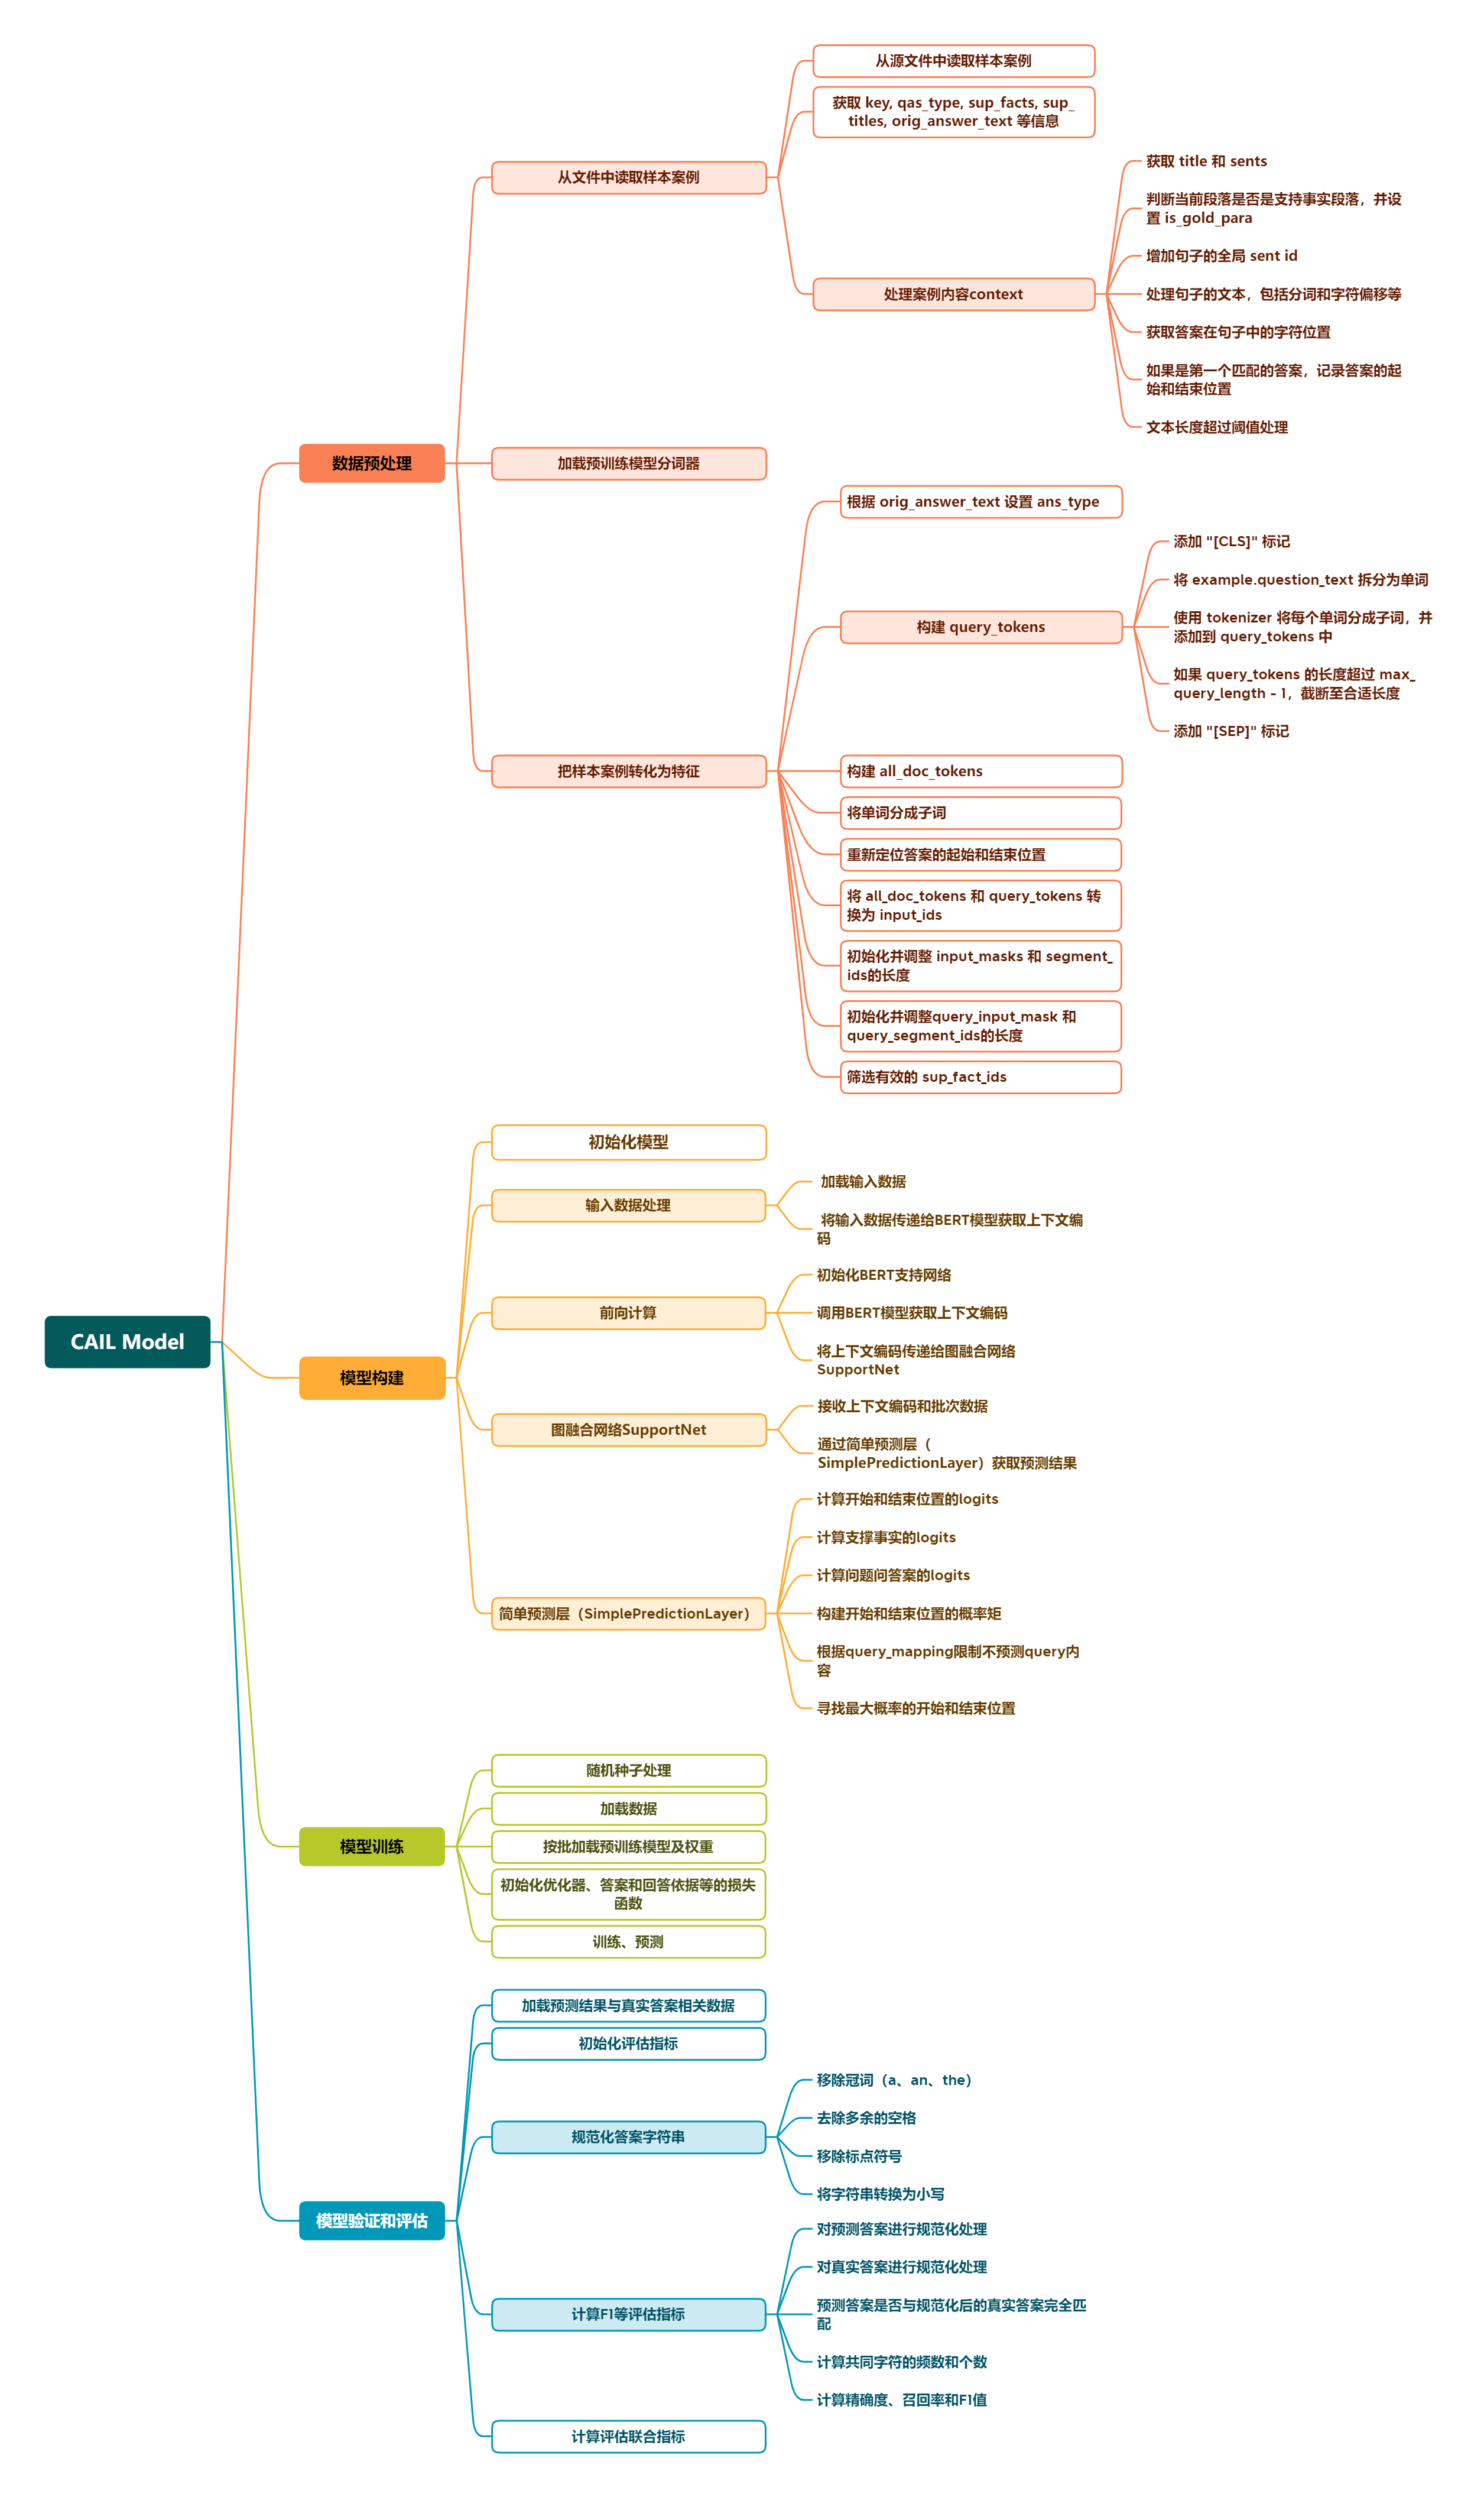 CAIL Model
数据预处理
从文件中读取样本案例
从源文件中读取样本案例
获取 key, qas_type, sup_facts, sup_
titles, orig_answer_text 等信息
处理案例内容context
获取 title 和 sents
判断当前段落是否是支持事实段落，并设
置 is_gold_para
增加句子的全局 sent id
处理句子的文本，包括分词和字符偏移等
获取答案在句子中的字符位置
如果是第一个匹配的答案，记录答案的起
始和结束位置
文本长度超过阈值处理
加载预训练模型分词器
把样本案例转化为特征
根据 orig_answer_text 设置 ans_type
构建 query_tokens
添加 "[CLS]" 标记
将 example.question_text 拆分为单词
使用 tokenizer 将每个单词分成子词，并
添加到 query_tokens 中
如果 query_tokens 的长度超过 max_
query_length - 1，截断至合适长度
添加 "[SEP]" 标记
构建 all_doc_tokens
将单词分成子词
重新定位答案的起始和结束位置
将 all_doc_tokens 和 query_tokens 转
换为 input_ids
初始化并调整 input_masks 和 segment_
ids的长度
初始化并调整query_input_mask 和
query_segment_ids的长度
筛选有效的 sup_fact_ids
模型构建
初始化模型
输入数据处理
加载输入数据
将输入数据传递给BERT模型获取上下文编
码
前向计算
初始化BERT支持网络
调用BERT模型获取上下文编码
将上下文编码传递给图融合网络
SupportNet
图融合网络SupportNet
接收上下文编码和批次数据
通过简单预测层（
SimplePredictionLayer）获取预测结果
简单预测层（SimplePredictionLayer）
计算开始和结束位置的logits
计算支撑事实的logits
计算问题问答案的logits
构建开始和结束位置的概率矩
根据query_mapping限制不预测query内
容
寻找最大概率的开始和结束位置
模型训练
随机种子处理
加载数据
按批加载预训练模型及权重
初始化优化器、答案和回答依据等的损失
函数
训练、预测
模型验证和评估
加载预测结果与真实答案相关数据
初始化评估指标
规范化答案字符串
移除冠词（a、an、the）
去除多余的空格
移除标点符号
将字符串转换为小写
计算F1等评估指标
对预测答案进行规范化处理
对真实答案进行规范化处理
预测答案是否与规范化后的真实答案完全匹
配
计算共同字符的频数和个数
计算精确度、召回率和F1值
计算评估联合指标